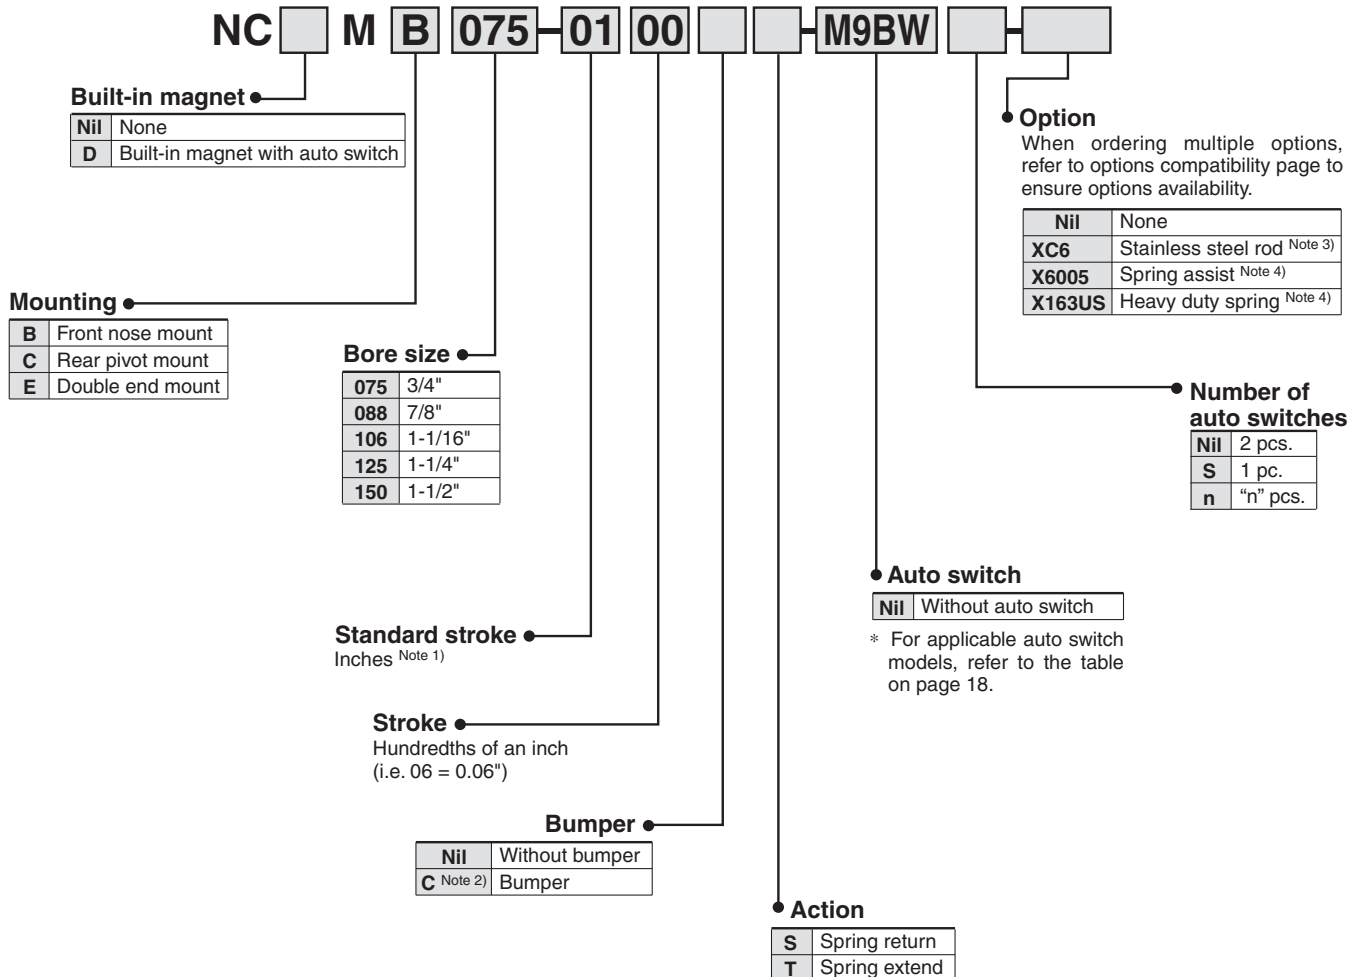 NC M B 075-01 00 - M9BW -
Built-in magnet
Nil None
D Built-in magnet with auto switch
Option
When ordering multiple options,
refer to options compatibility page to
ensure options availability.
Nil None
XC6 Stainless steel rod Note 3)
X6005 Spring assist Note 4)
X163US Heavy duty spring Note 4)
Mounting
B Front nose mount
C Rear pivot mount
E Double end mount
Bore size
075 3/4"
088 7/8"
106 1-1/16"
125 1-1/4"
150 1-1/2"
Number of
auto switches
Nil 2 pcs.
S 1 pc.
n “n” pcs.
Auto switch
Nil Without auto switch
* For applicable auto switch
models, refer to the table
on page 18.
Standard stroke
Inches Note 1)
Stroke
Hundredths of an inch
(i.e. 06 = 0.06")
Bumper
Nil Without bumper
C Note 2) Bumper
Action
S Spring return
T Spring extend